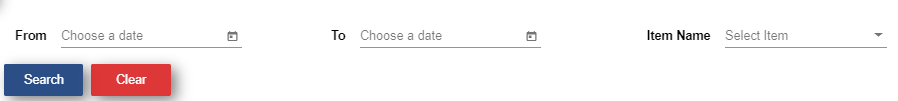 From Choose a date To Choose a date Item Name Select Item
Search Clear